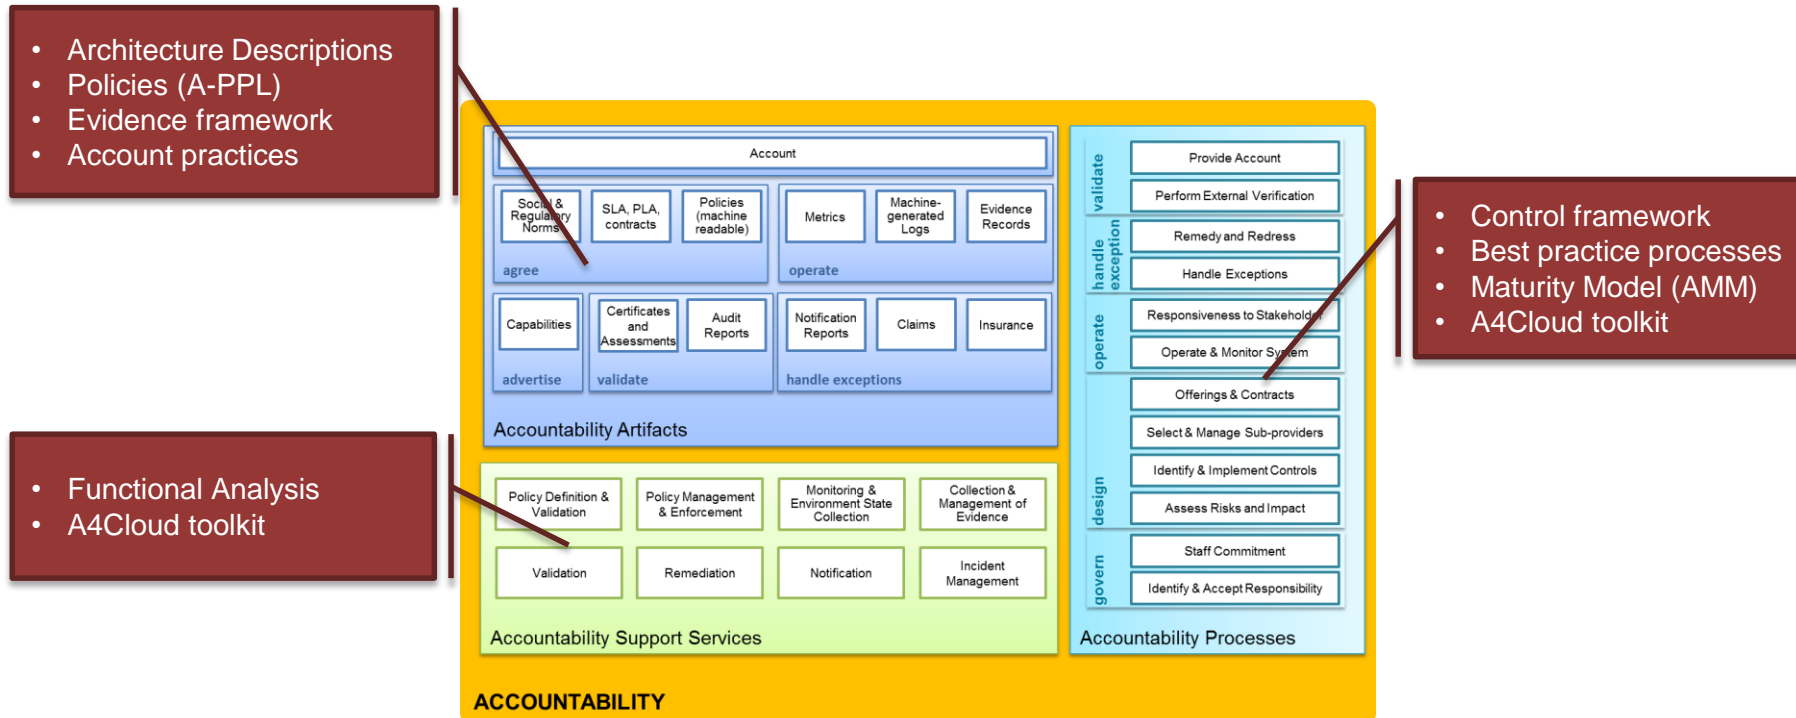 • Architecture Descriptions
• Policies (A-PPL)
• Evidence framework
• Account practices
Account
Social &
Regulatory
Norms
SLA, PLA,
contracts
Policies
(machine
readable)
agree
Metrics
Machine-
generated
Logs
Evidence
Records
operate
Capabilities
advertise
Certificates
and
Assessments
Audit
Reports
validate
Notification
Reports
Claims
Insurance
handle exceptions
Accountability Artifacts
• Functional Analysis
• A4Cloud toolkit
Policy Definition &
Validation
Policy Management
& Enforcement
Monitoring &
Environment State
Collection
Collection &
Management of
Evidence
Validation
Remediation
Notification
Incident
Management
Accountability Support Services
validate
Provide Account
Perform External Verification
handle
exception
Remedy and Redress
Handle Exceptions
operate
Responsiveness to Stakeholder
Operate & Monitor System
design
Offerings & Contracts
Select & Manage Sub-providers
Identify & Implement Controls
Assess Risks and Impact
govern
Staff Commitment
Identify & Accept Responsibility
Accountability Processes
• Control framework
• Best practice processes
• Maturity Model (AMM)
• A4Cloud toolkit
ACCOUNTABILITY